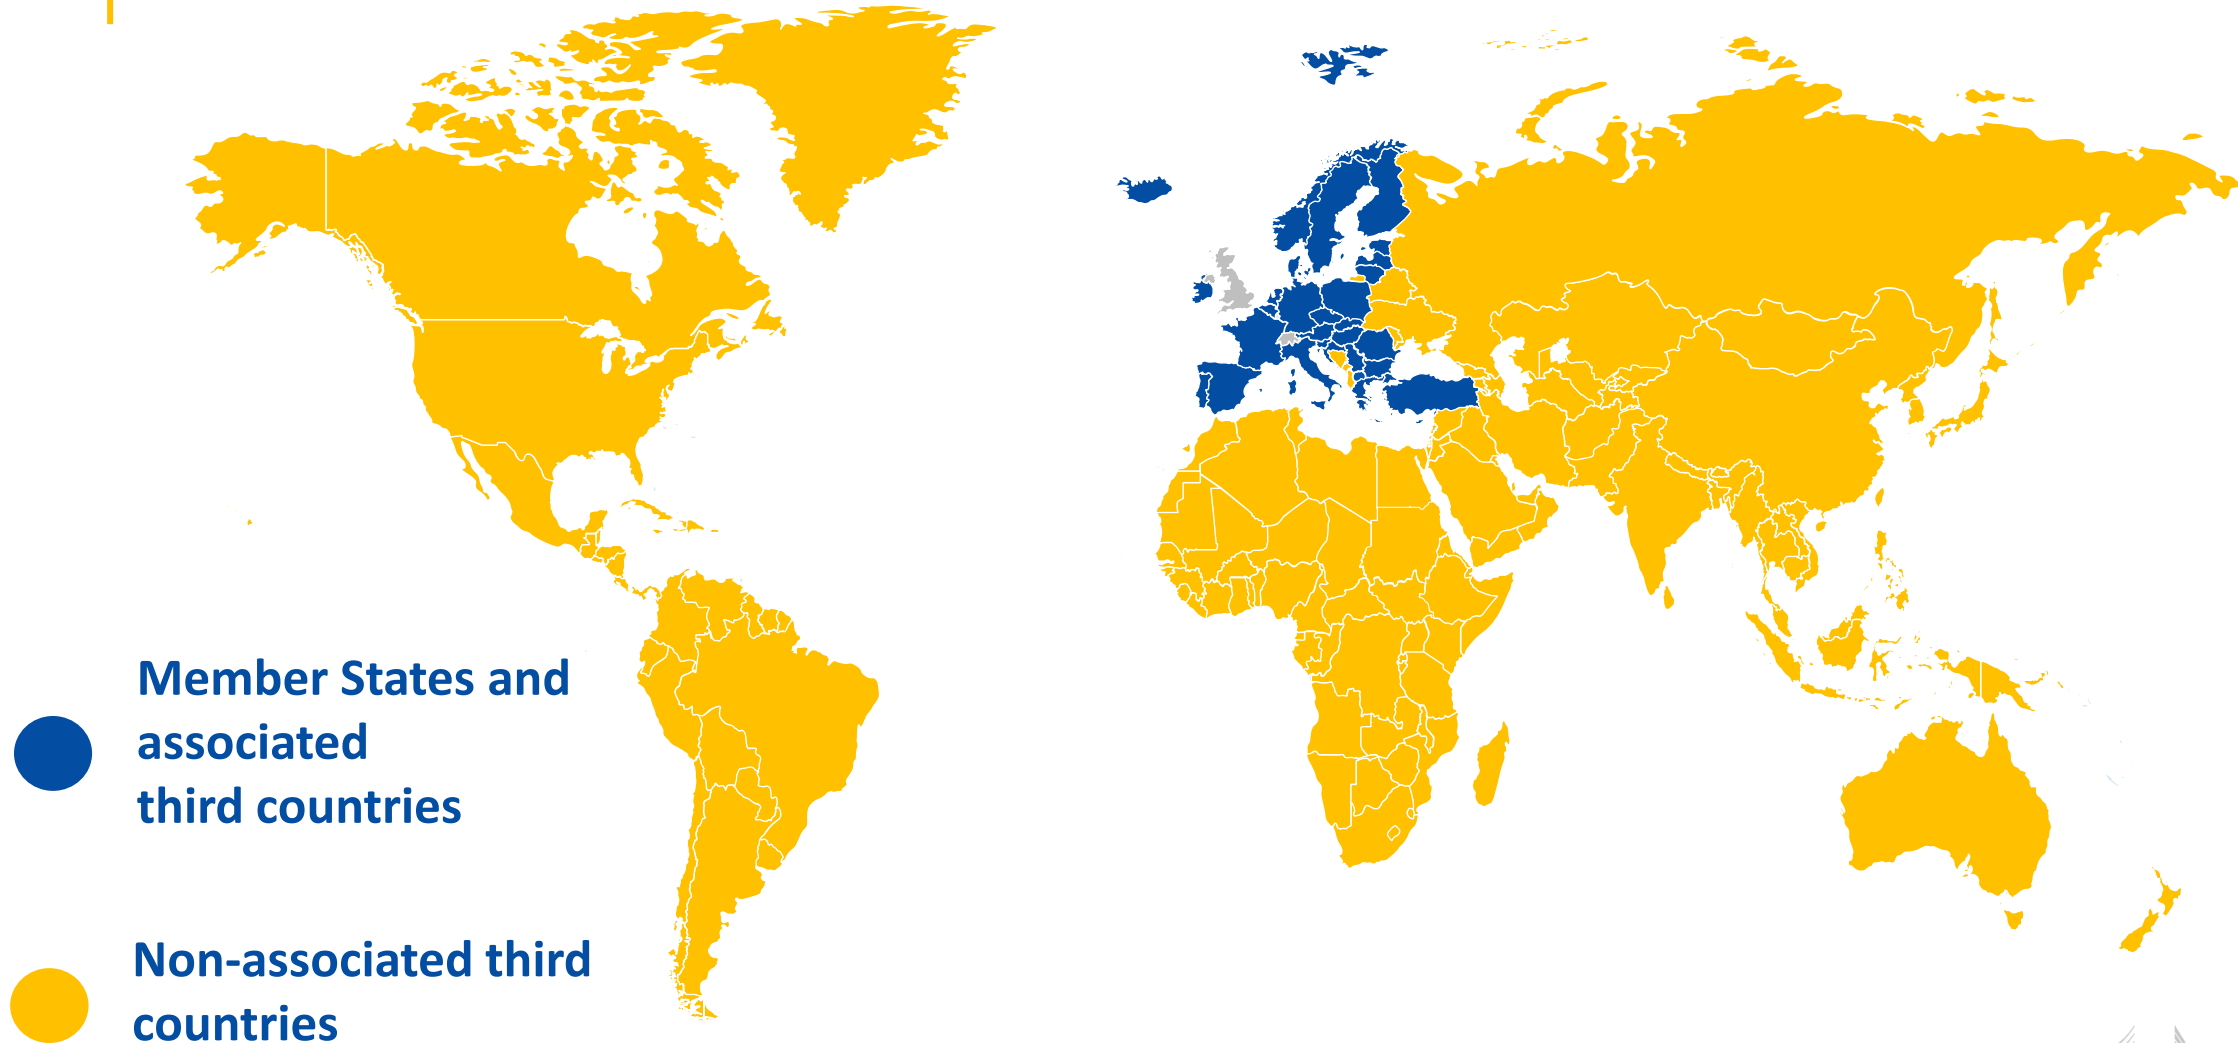 Member States and
associated
third countries
Non-associated third
countries